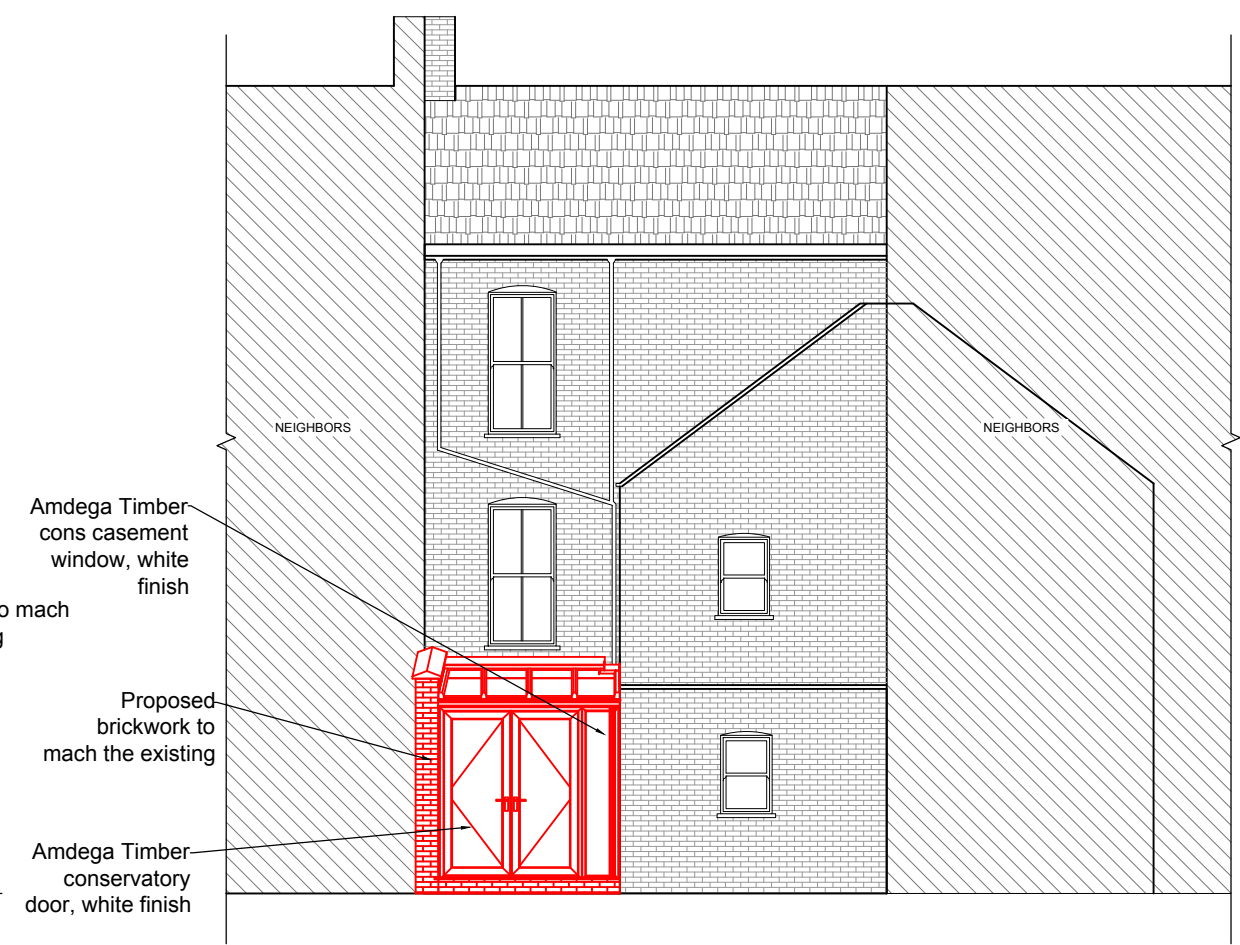 NEIGHBORS
NEIGHBORS
Amdega Timber
cons casement
window, white
finish
o mach
g
Proposed
brickwork to
mach the existing
Amdega Timber
conservatory
door, white finish